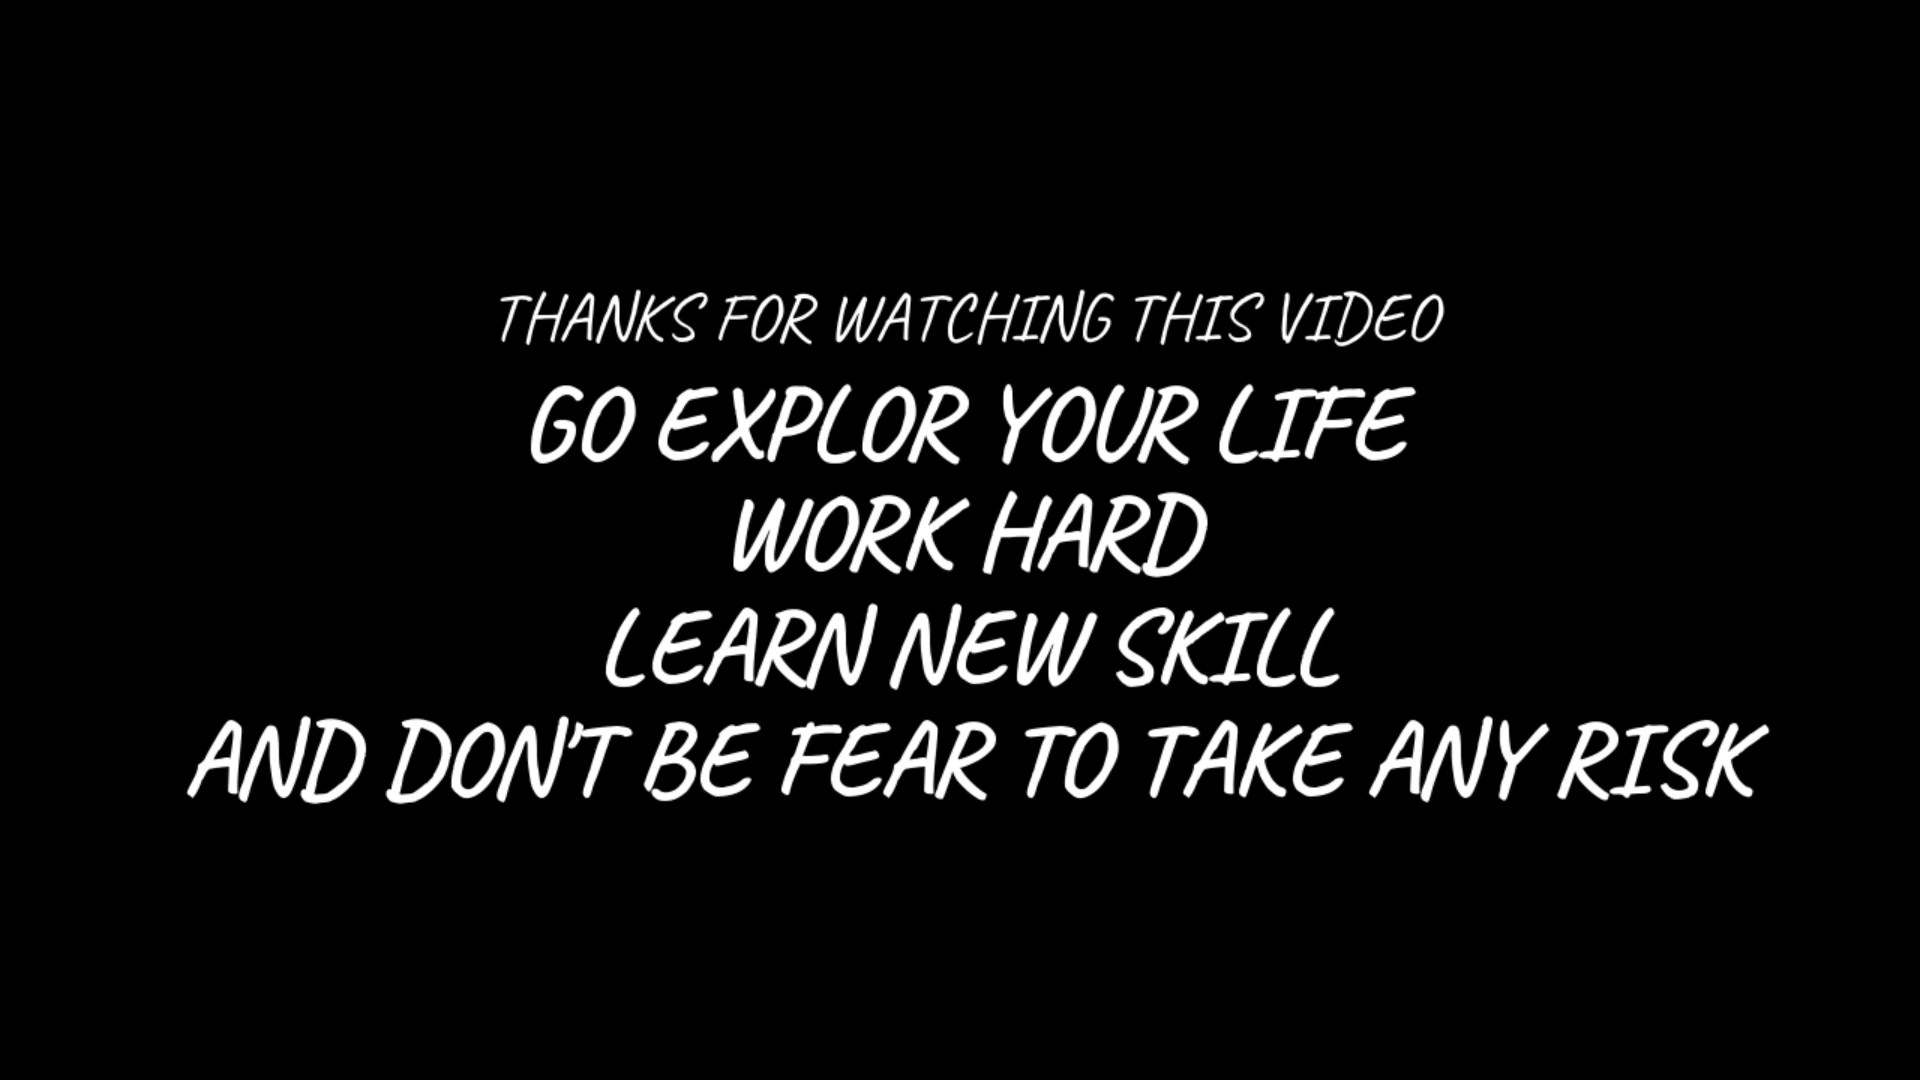 THANKS FOR WATCHING THIS VIDEO
GO EXPLOR YOUR LIFE
WORK HARD
LEARN NEW SKILL
AND DON'T BE FEAR TO TAKE ANY RISK